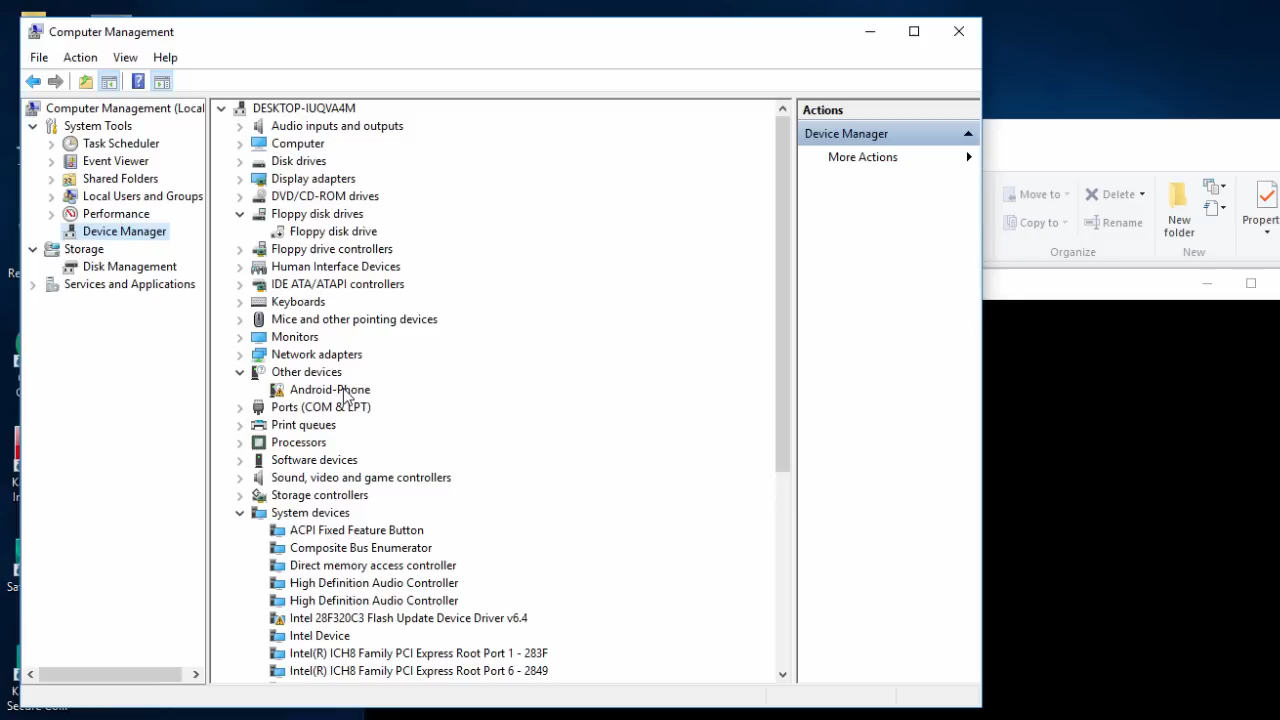 Computer Management
File Action View Help
Computer Management (Local
System Tools
Task Scheduler
Event Viewer
Shared Folders
Local Users and Groups
Performance
Device Manager
Storage
Disk Management
Services and Applications
DESKTOP-IUQVA4M
Audio inputs and outputs
Computer
Disk drives
Display adapters
DVD/CD-ROM drives
Floppy disk drives
Floppy disk drive
Floppy drive controllers
Human Interface Devices
IDE ATA/ATAPI controllers
Keyboards
Mice and other pointing devices
Monitors
Network adapters
Other devices
Android-Phone
Ports (COM & LPT)
Print queues
Processors
Software devices
Sound, video and game controllers
Storage controllers
System devices
ACPI Fixed Feature Button
Composite Bus Enumerator
Direct memory access controller
High Definition Audio Controller
High Definition Audio Controller
Intel 28F320C3 Flash Update Device Driver v6.4
Intel Device
Intel(R) ICH8 Family PCI Express Root Port 1 - 283F
Intel(R) ICH8 Family PCI Express Root Port 6 - 2849
Actions
Device Manager
More Actions
Move to
Copy to
Delete
Rename
Organize
New
folder
New
Propert
Re
Sa
Secure Co...